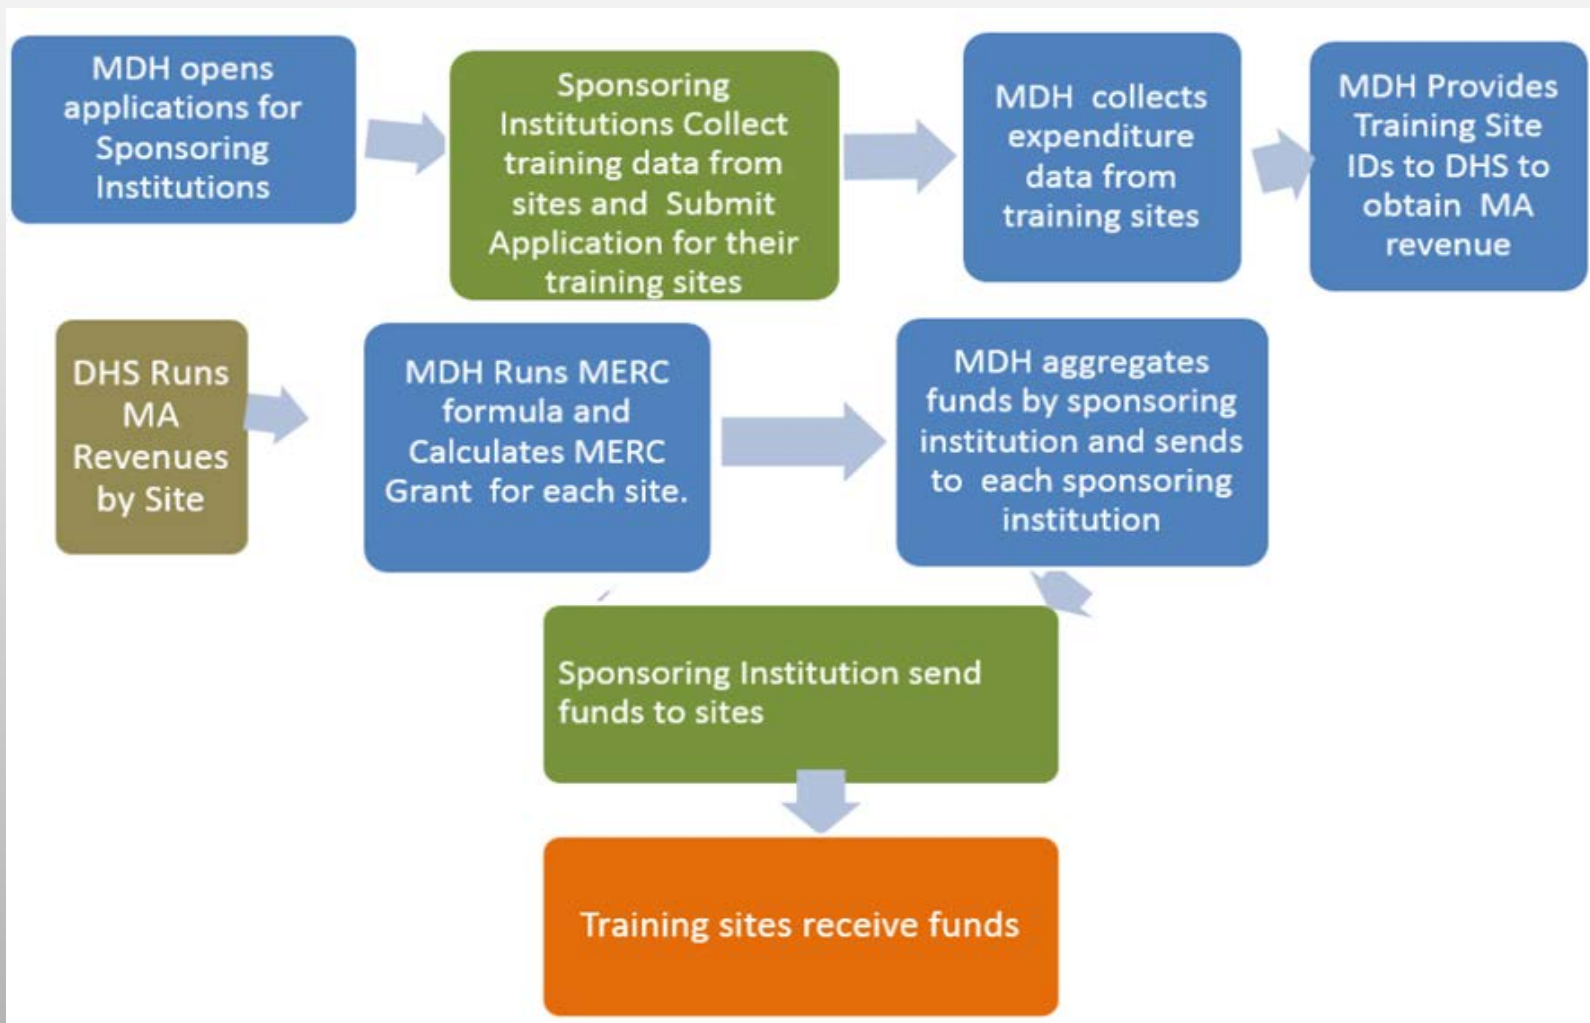 MDH opens
applications for
Sponsoring
Institutions
Sponsoring
Institutions Collect
training data from
sites and Submit
Application for their
training sites
MDH collects
expenditure
data from
training sites
MDH Provides
Training Site
IDs to DHS to
obtain MA
revenue
DHS Runs
MA
Revenues
by Site
MDH Runs MERC
formula and
Calculates MERC
Grant for each site.
MDH aggregates
funds by sponsoring
institution and sends
to each sponsoring
institution
Sponsoring Institution send
funds to sites
Training sites receive funds